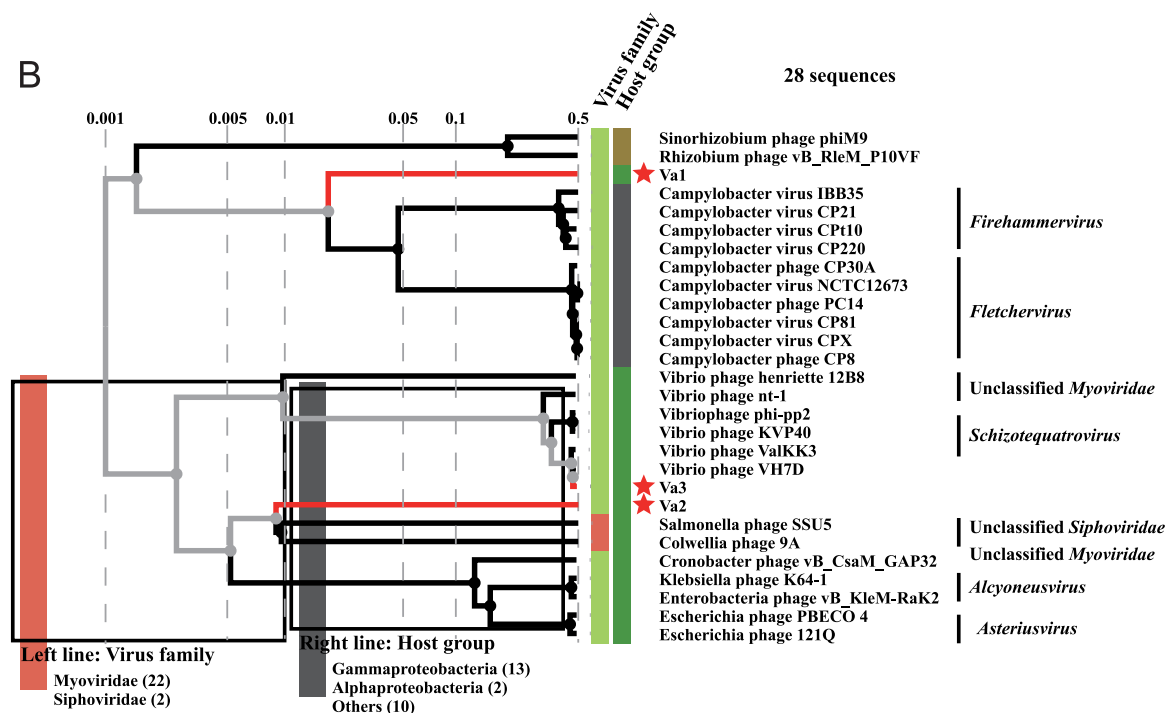 B
Virus family
Host group
28 sequences
0.001 0.005 0.01 0.05 0.1 0.5
Sinorhizobium phage phiM9
Rhizobium phage vB_RleM_P10VF
Va1
Campylobacter virus IBB35
Campylobacter virus CP21
Campylobacter virus CPt10
Campylobacter virus CP220
Firehammervirus
Campylobacter phage CP30A
Campylobacter virus NCTC12673
Campylobacter phage PC14
Campylobacter virus CP81
Campylobacter virus CPX
Campylobacter phage CP8
Fletchervirus
Vibrio phage henriette 12B8
Vibrio phage nt-1
Unclassified Myoviridae
Vibriophage phi-pp2
Vibrio phage KVP40
Vibrio phage ValKK3
Schizotequatrovirus
Vibrio phage VH7D
Va3
Va2
Salmonella phage SSU5
Colwellia phage 9A
Unclassified Siphoviridae
Cronobacter phage vB_CsaM_GAP32
Unclassified Myoviridae
Klebsiella phage K64-1
Enterobacteria phage vB_KleM-RaK2
Alcyoneusvirus
Escherichia phage PBECO 4
Escherichia phage 121Q
Asteriusvirus
Left line: Virus family
Myoviridae (22)
Siphoviridae (2)
Right line: Host group
Gammaproteobacteria (13)
Alphaproteobacteria (2)
Others (10)